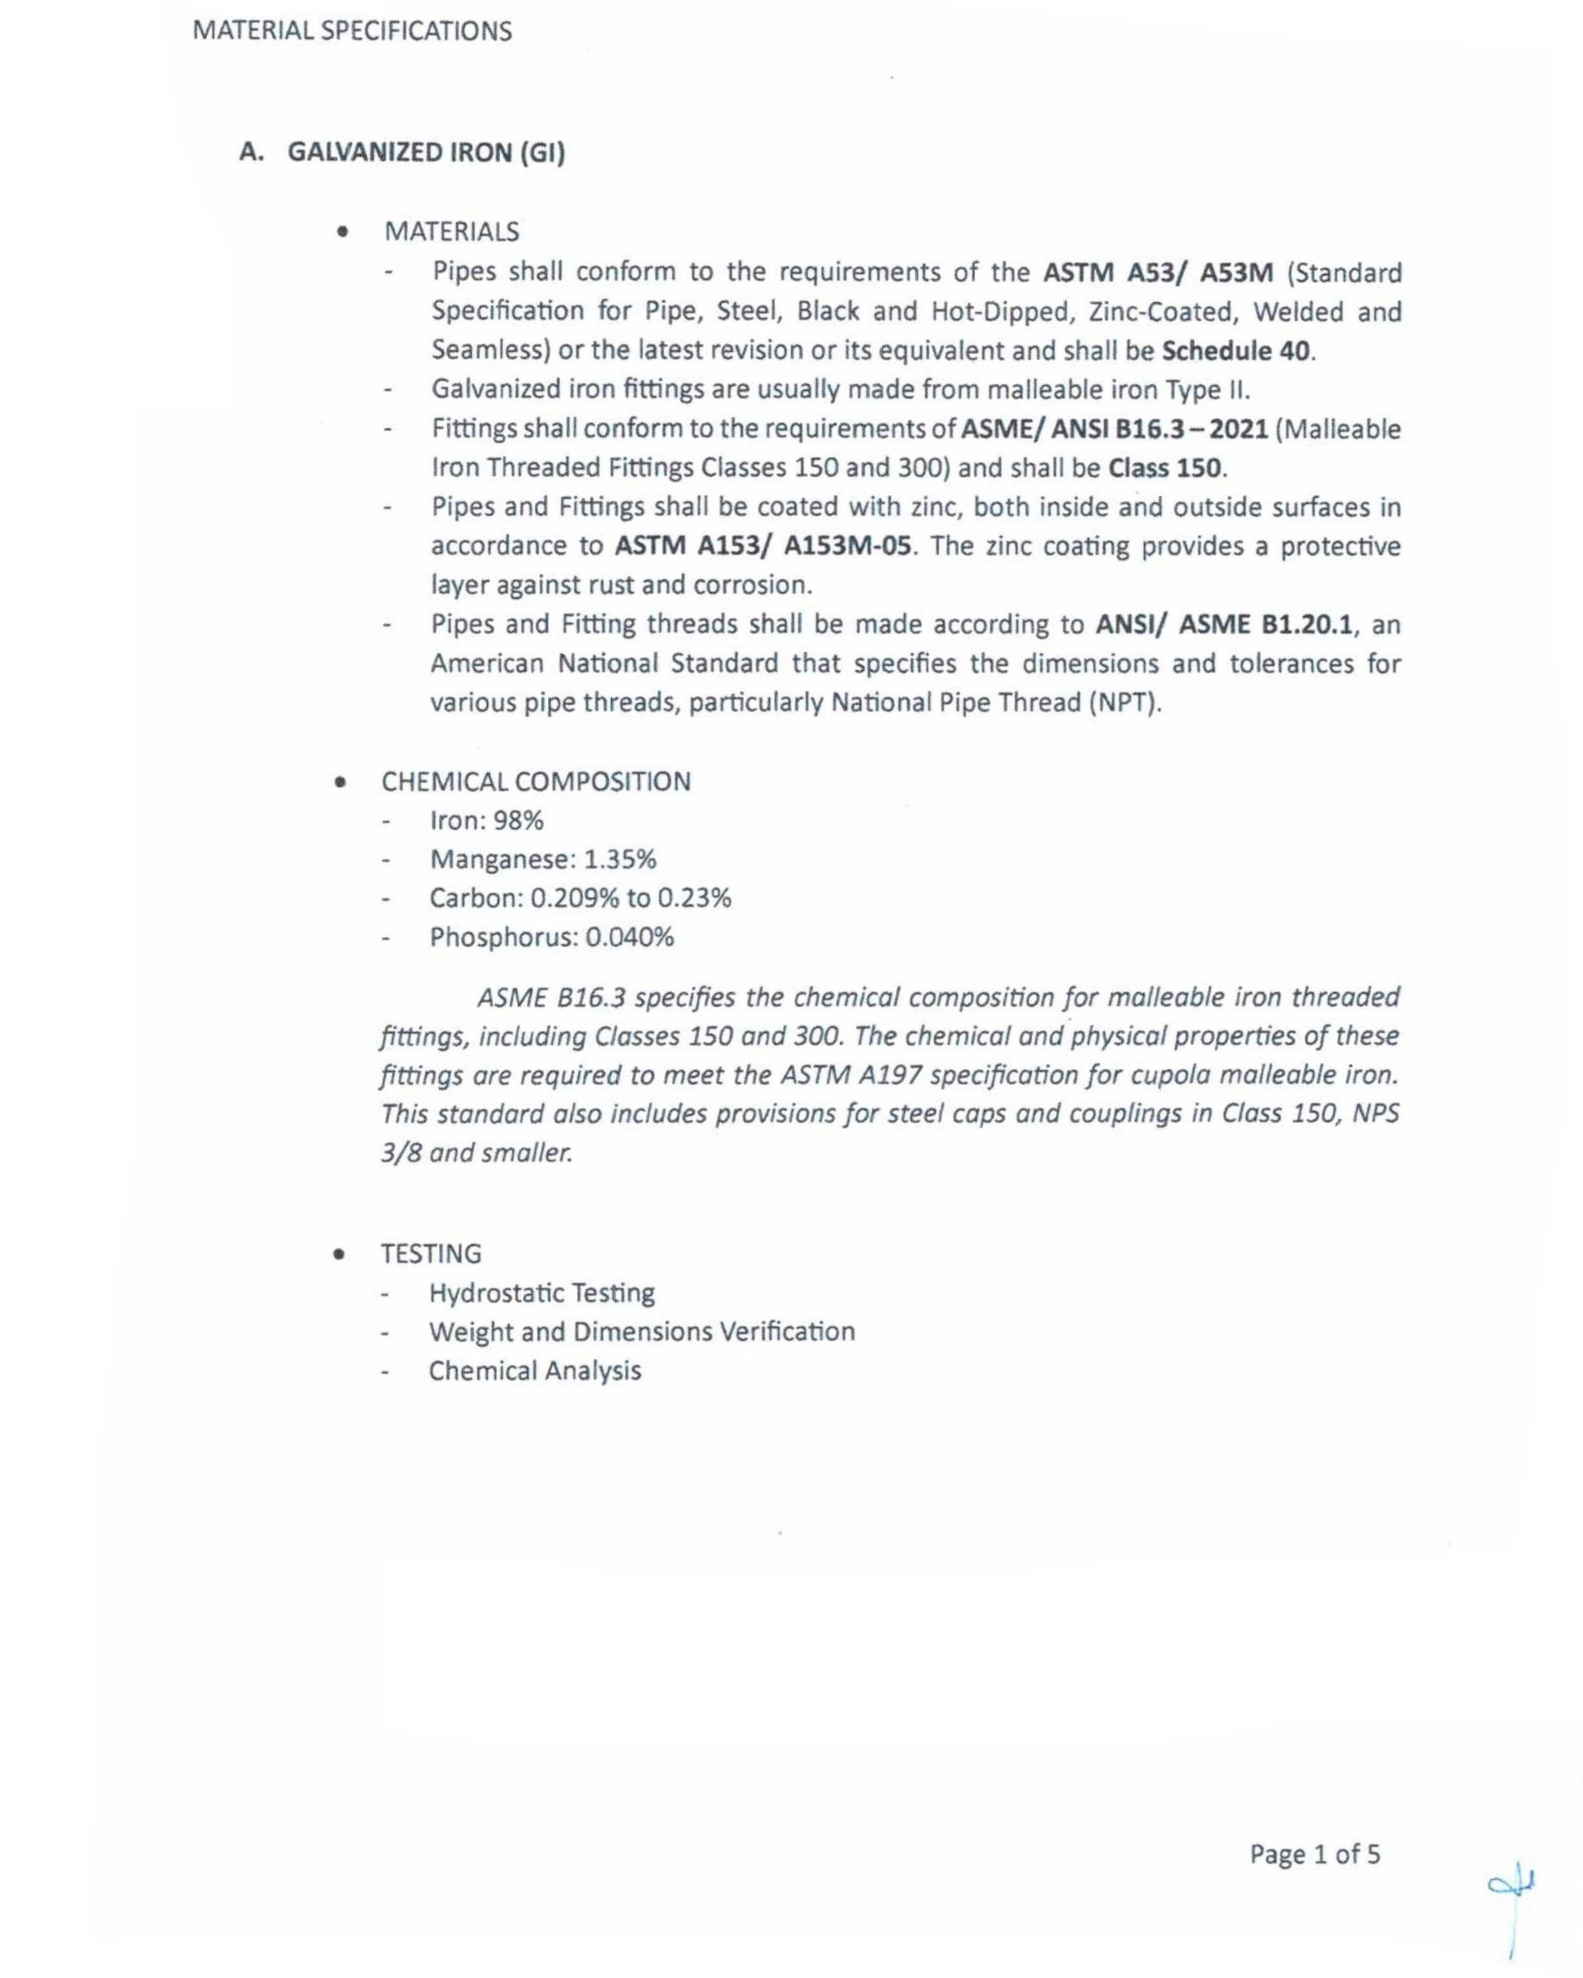 MATERIAL SPECIFICATIONS
A. GALVANIZED IRON (GI)
• MATERIALS
- Pipes shall conform to the requirements of the ASTM A53/ A53M (Standard
Specification for Pipe, Steel, Black and Hot-Dipped, Zinc-Coated, Welded and
Seamless) or the latest revision or its equivalent and shall be Schedule 40.
- Galvanized iron fittings are usually made from malleable iron Type II.
- Fittings shall conform to the requirements of ASME/ ANSI B16.3 – 2021 (Malleable
Iron Threaded Fittings Classes 150 and 300) and shall be Class 150.
- Pipes and Fittings shall be coated with zinc, both inside and outside surfaces in
accordance to ASTM A153/ A153M-05. The zinc coating provides a protective
layer against rust and corrosion.
- Pipes and Fitting threads shall be made according to ANSI/ ASME B1.20.1, an
American National Standard that specifies the dimensions and tolerances for
various pipe threads, particularly National Pipe Thread (NPT).
• CHEMICAL COMPOSITION
- Iron: 98%
- Manganese: 1.35%
- Carbon: 0.209% to 0.23%
- Phosphorus: 0.040%
ASME B16.3 specifies the chemical composition for malleable iron threaded
fittings, including Classes 150 and 300. The chemical and physical properties of these
fittings are required to meet the ASTM A197 specification for cupola malleable iron.
This standard also includes provisions for steel caps and couplings in Class 150, NPS
3/8 and smaller.
• TESTING
- Hydrostatic Testing
- Weight and Dimensions Verification
- Chemical Analysis
Page 1 of 5